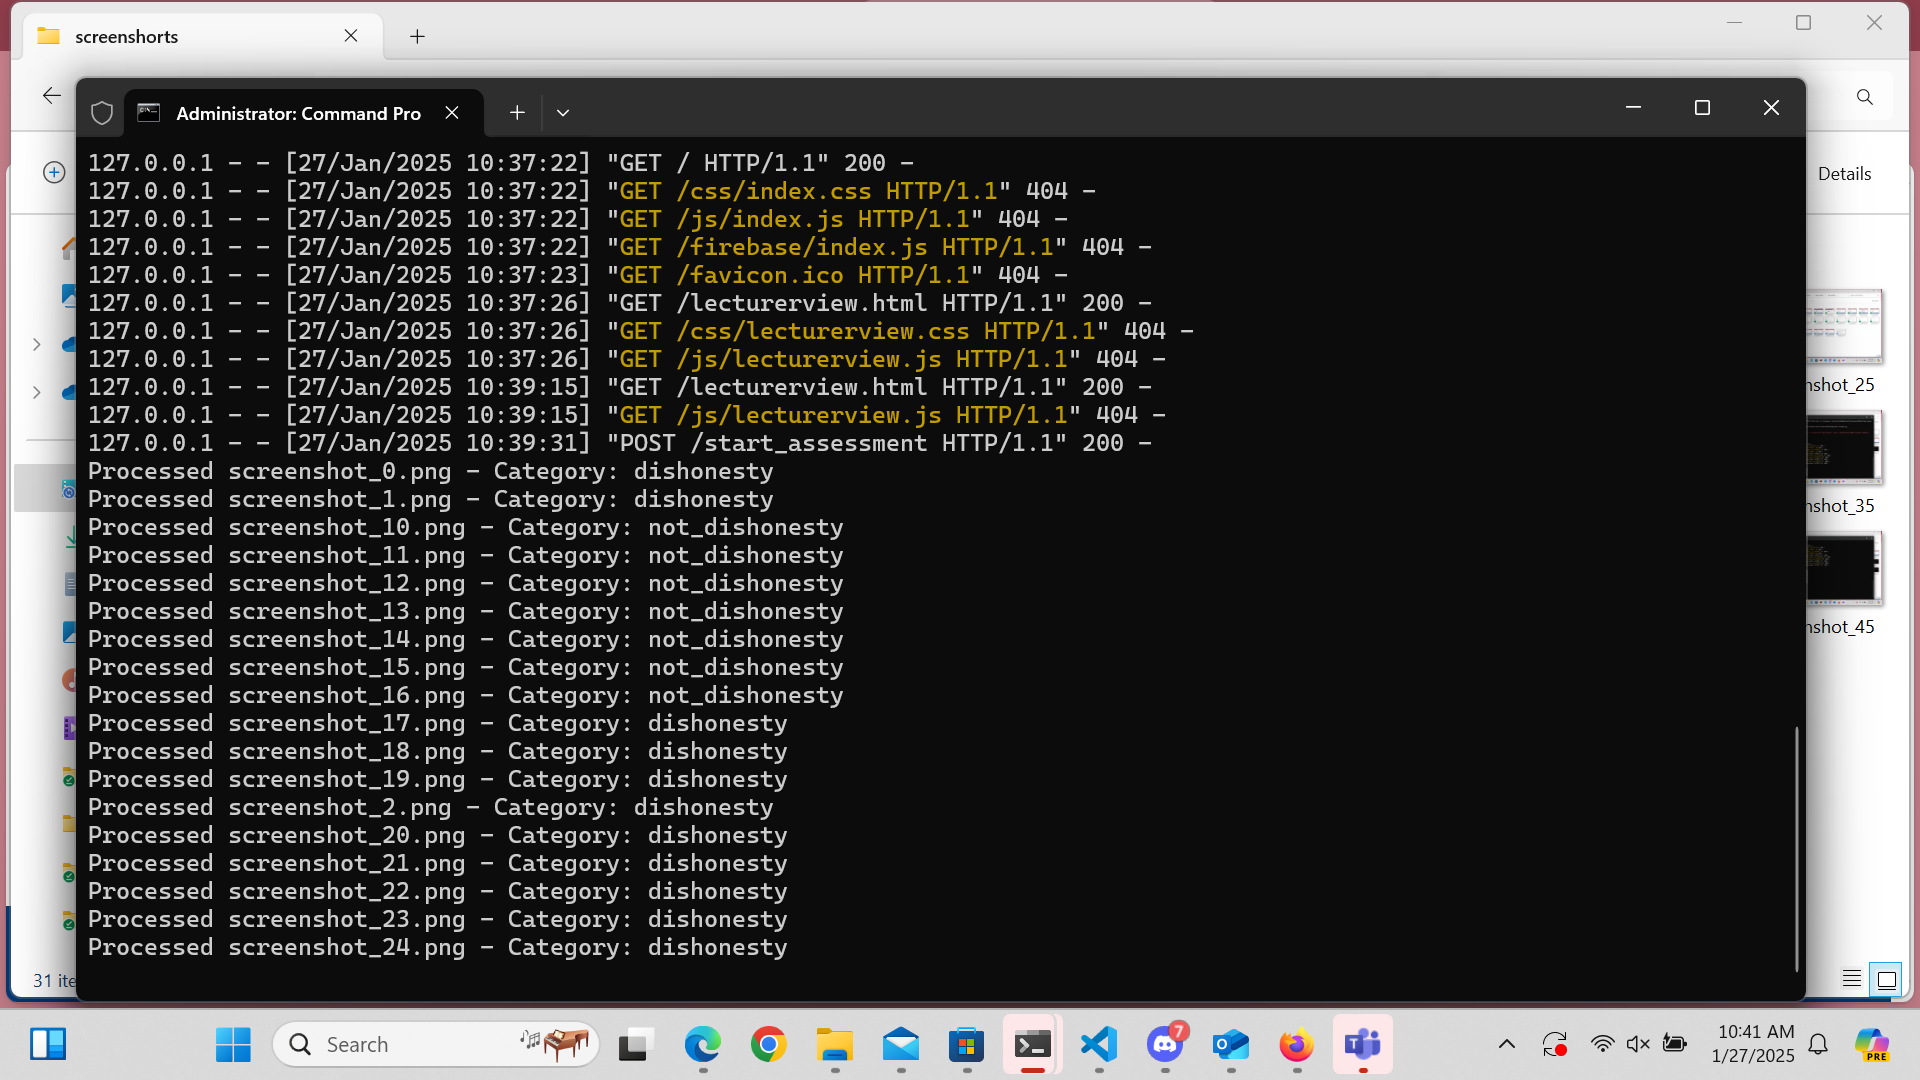 screenshorts
Administrator: Command Pro
Details
127.0.0.1 - - [27/Jan/2025 10:37:22] "GET / HTTP/1.1" 200 -
127.0.0.1 - - [27/Jan/2025 10:37:22] "GET /css/index.css HTTP/1.1" 404 -
127.0.0.1 - - [27/Jan/2025 10:37:22] "GET /js/index.js HTTP/1.1" 404 -
127.0.0.1 - - [27/Jan/2025 10:37:22] "GET /firebase/index.js HTTP/1.1" 404 -
127.0.0.1 - - [27/Jan/2025 10:37:23] "GET /favicon.ico HTTP/1.1" 404 -
127.0.0.1 - - [27/Jan/2025 10:37:26] "GET /lecturerview.html HTTP/1.1" 200 -
127.0.0.1 - - [27/Jan/2025 10:37:26] "GET /css/lecturerview.css HTTP/1.1" 404 -
127.0.0.1 - - [27/Jan/2025 10:37:26] "GET /js/lecturerview.js HTTP/1.1" 404 -
127.0.0.1 - - [27/Jan/2025 10:39:15] "GET /lecturerview.html HTTP/1.1" 200 -
127.0.0.1 - - [27/Jan/2025 10:39:15] "GET /js/lecturerview.js HTTP/1.1" 404 -
127.0.0.1 - - [27/Jan/2025 10:39:31] "POST /start_assessment HTTP/1.1" 200 -
Processed screenshot_0.png - Category: dishonesty
Processed screenshot_1.png - Category: dishonesty
Processed screenshot_10.png - Category: not_dishonesty
Processed screenshot_11.png - Category: not_dishonesty
Processed screenshot_12.png - Category: not_dishonesty
Processed screenshot_13.png - Category: not_dishonesty
Processed screenshot_14.png - Category: not_dishonesty
Processed screenshot_15.png - Category: not_dishonesty
Processed screenshot_16.png - Category: not_dishonesty
Processed screenshot_17.png - Category: dishonesty
Processed screenshot_18.png - Category: dishonesty
Processed screenshot_19.png - Category: dishonesty
Processed screenshot_2.png - Category: dishonesty
Processed screenshot_20.png - Category: dishonesty
Processed screenshot_21.png - Category: dishonesty
Processed screenshot_22.png - Category: dishonesty
Processed screenshot_23.png - Category: dishonesty
Processed screenshot_24.png - Category: dishonesty
nshot_25
nshot_35
nshot_45
31 ite
Search
7
10:41 AM
1/27/2025
PRE